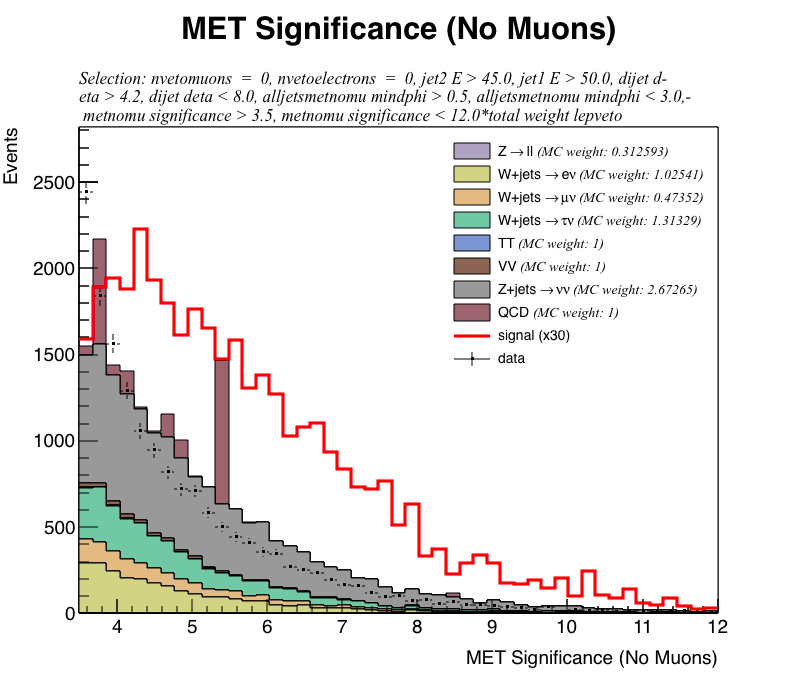 MET Significance (No Muons)
Selection: nvetomuons = 0, nvetoelectrons = 0, jet2 E > 45.0, jet1 E > 50.0, dijet d-
eta > 4.2, dijet deta < 8.0, alljetsmetnomu mindphi > 0.5, alljetsmetnomu mindphi < 3.0,-
metnomu significance > 3.5, metnomu significance < 12.0*total weight lepveto
Events
Z→ll (MC weight: 0.312593)
W+jets→eν (MC weight: 1.02541)
W+jets→μν (MC weight: 0.47352)
W+jets→τν (MC weight: 1.31329)
TT (MC weight: 1)
VV (MC weight: 1)
Z+jets→νν (MC weight: 2.67265)
QCD (MC weight: 1)
signal (x30)
data
2500
2000
1500
1000
500
0
4 5 6 7 8 9 10 11 12
MET Significance (No Muons)